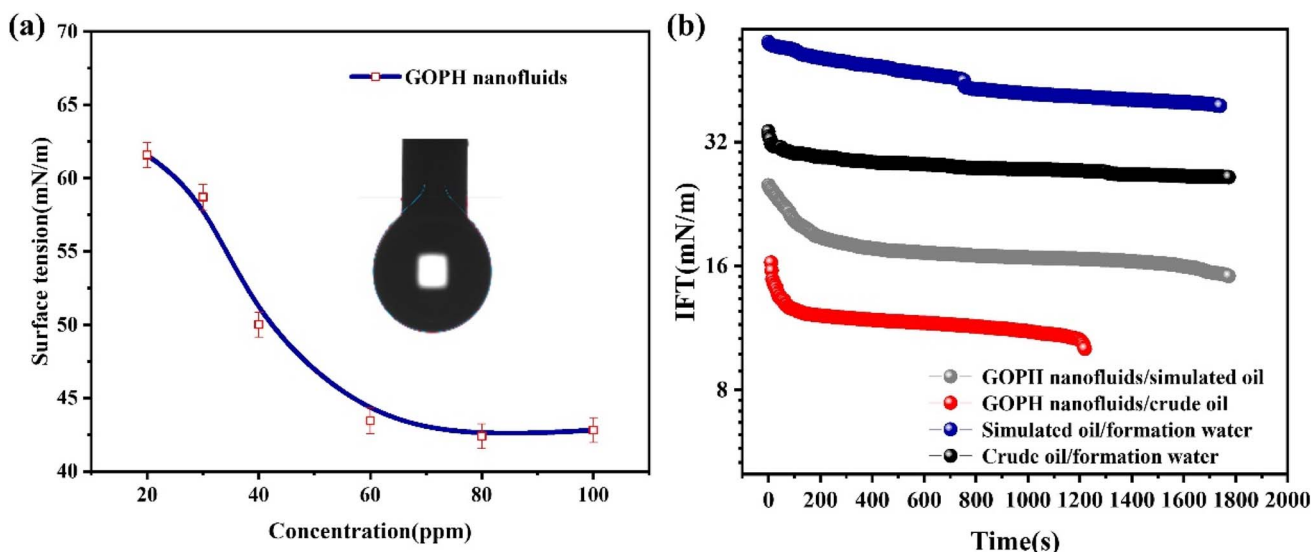 (a)
70
65
60
55
50
45
40
Surface tension(mN/m)
GOPH nanofluids
20 40 60 80 100
Concentration(ppm)
(b)
32
16
8
IFT(mN/m)
GOPH nanofluids/simulated oil
GOPH nanofluids/crude oil
Simulated oil/formation water
Crude oil/formation water
0 200 400 600 800 1000 1200 1400 1600 1800 2000
Time(s)